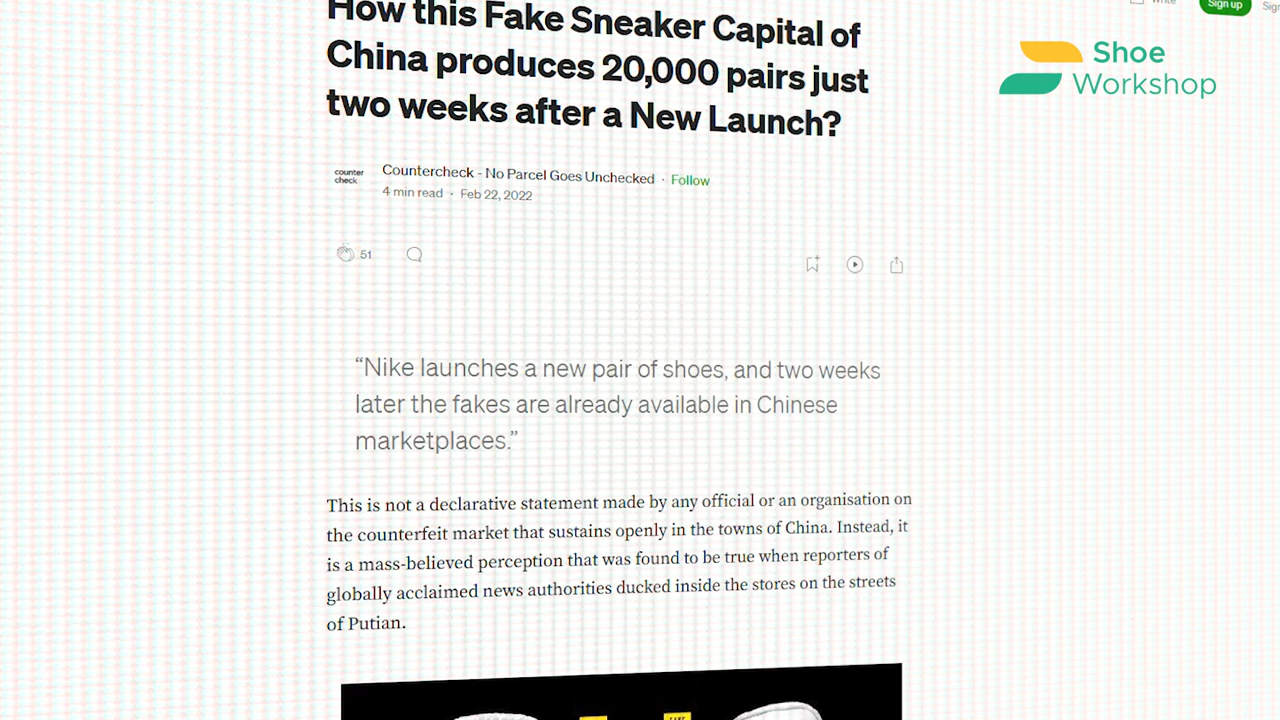 Write
Sign up
How this Fake Sneaker Capital of
China produces 20,000 pairs just
two weeks after a New Launch?
Shoe
Workshop
counter
check
Countercheck - No Parcel Goes Unchecked · Follow
4 min read · Feb 22, 2022
51
“Nike launches a new pair of shoes, and two weeks
later the fakes are already available in Chinese
marketplaces.”
This is not a declarative statement made by any official or an organisation on
the counterfeit market that sustains openly in the towns of China. Instead, it
is a mass-believed perception that was found to be true when reporters of
globally acclaimed news authorities ducked inside the stores on the streets
of Putian.